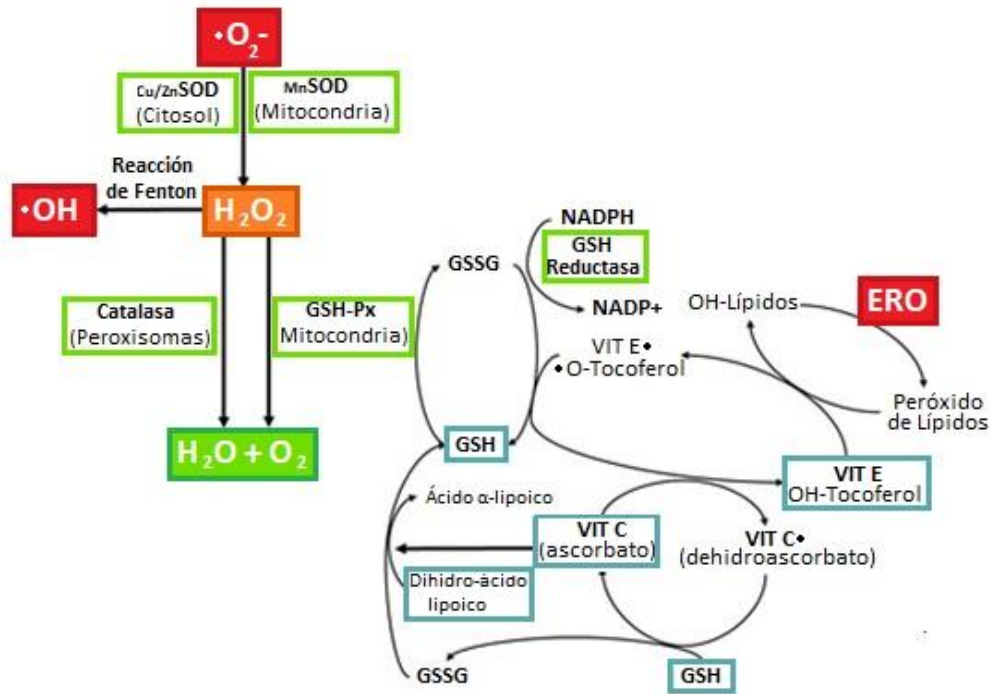 •O₂-
Cu/ZnSOD
(Citosol)
MnSOD
(Mitocondria)
Reacción
de Fenton
•OH
H₂O₂
Catalasa
(Peroxisomas)
GSH-Px
Mitocondria)
H₂O + O₂
GSSG
NADPH
GSH
Reductasa
NADP+
VIT E•
•O-Tocoferol
OH-Lípidos
ERO
Peróxido
de Lípidos
GSH
VIT E
OH-Tocoferol
Ácido α-lipoico
VIT C
(ascorbato)
VIT C•
(dehidroascorbato)
Dihidro-ácido
lipoico
GSSG
GSH